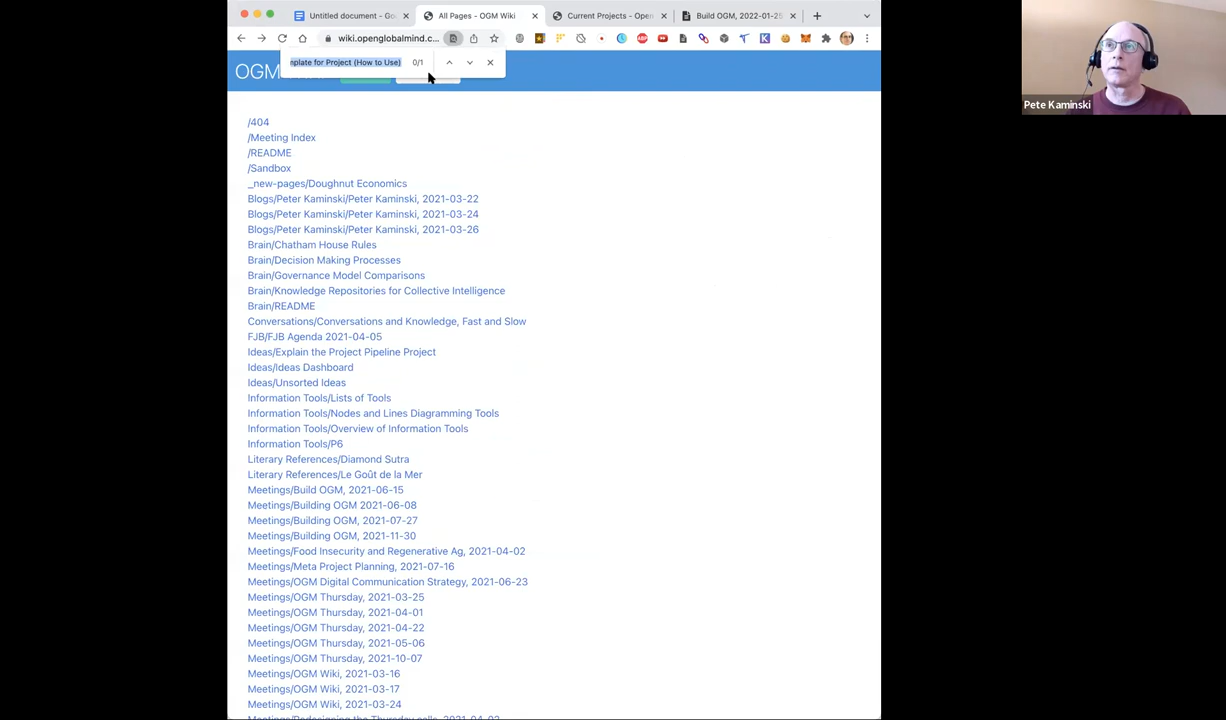 Untitled document - Go
All Pages - OGM Wiki
Current Projects - Open
Build OGM, 2022-01-25
wiki.openglobalmind.c...
nplate for Project (How to Use)
0/1
OGM
Pete Kaminski
/404
/Meeting Index
/README
/Sandbox
_new-pages/Doughnut Economics
Blogs/Peter Kaminski/Peter Kaminski, 2021-03-22
Blogs/Peter Kaminski/Peter Kaminski, 2021-03-24
Blogs/Peter Kaminski/Peter Kaminski, 2021-03-26
Brain/Chatham House Rules
Brain/Decision Making Processes
Brain/Governance Model Comparisons
Brain/Knowledge Repositories for Collective Intelligence
Brain/README
Conversations/Conversations and Knowledge, Fast and Slow
FJB/FJB Agenda 2021-04-05
Ideas/Explain the Project Pipeline Project
Ideas/Ideas Dashboard
Ideas/Unsorted Ideas
Information Tools/Lists of Tools
Information Tools/Nodes and Lines Diagramming Tools
Information Tools/Overview of Information Tools
Information Tools/P6
Literary References/Diamond Sutra
Literary References/Le Goût de la Mer
Meetings/Build OGM, 2021-06-15
Meetings/Building OGM 2021-06-08
Meetings/Building OGM, 2021-07-27
Meetings/Building OGM, 2021-11-30
Meetings/Food Insecurity and Regenerative Ag, 2021-04-02
Meetings/Meta Project Planning, 2021-07-16
Meetings/OGM Digital Communication Strategy, 2021-06-23
Meetings/OGM Thursday, 2021-03-25
Meetings/OGM Thursday, 2021-04-01
Meetings/OGM Thursday, 2021-04-22
Meetings/OGM Thursday, 2021-05-06
Meetings/OGM Thursday, 2021-10-07
Meetings/OGM Wiki, 2021-03-16
Meetings/OGM Wiki, 2021-03-17
Meetings/OGM Wiki, 2021-03-24
Meetings/Redesigning the Thursday calls, 2021-04-02